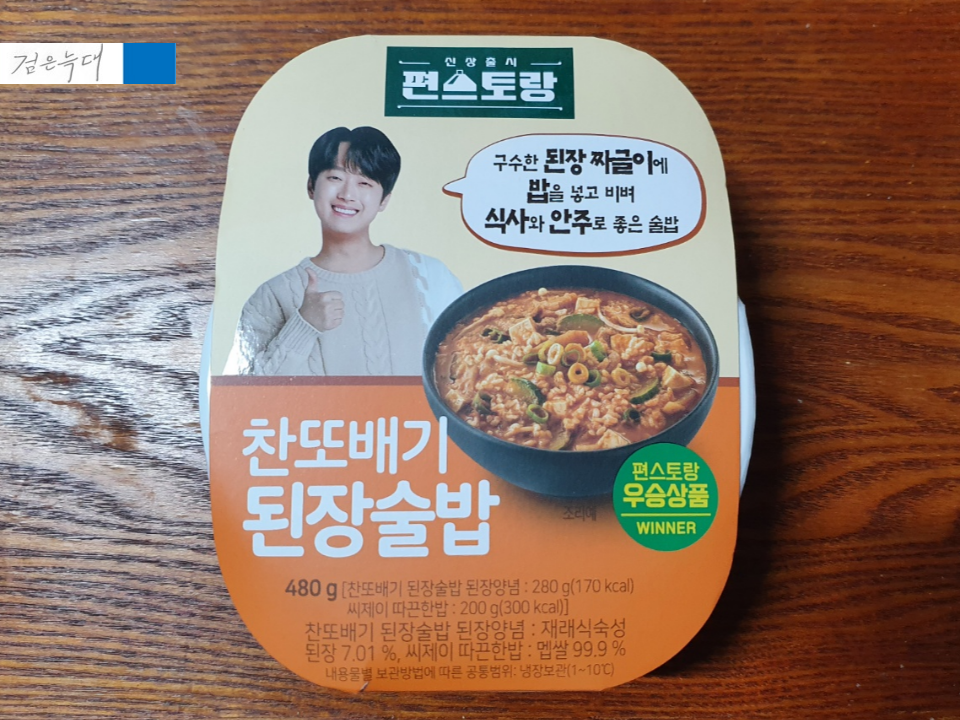 검은늑대
신상출시
편스토랑
구수한 된장 짜글이에
밥을 넣고 비벼
식사와 안주로 좋은 술밥
찬또배기
된장술밥
조리예
편스토랑
우승상품
WINNER
480 g [찬또배기 된장술밥 된장양념 : 280 g(170 kcal)
씨제이 따끈한밥 : 200 g(300 kcal)]
찬또배기 된장술밥 된장양념 : 재래식숙성
된장 7.01 %, 씨제이 따끈한밥 : 멥쌀 99.9 %
내용물별 보관방법에 따른 공통범위: 냉장보관(1~10℃)